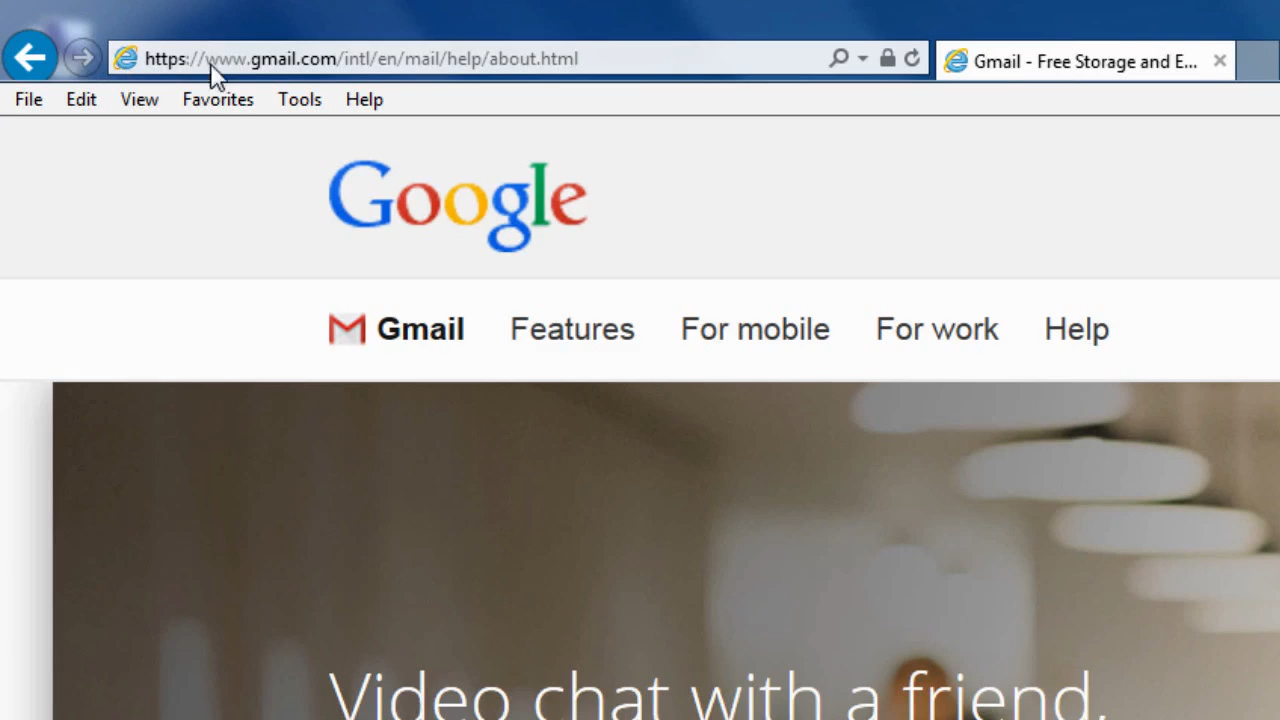 https://www.gmail.com/intl/en/mail/help/about.html
Gmail - Free Storage and E...
File Edit View Favorites Tools Help
Google
Gmail Features For mobile For work Help
Video chat with a friend,